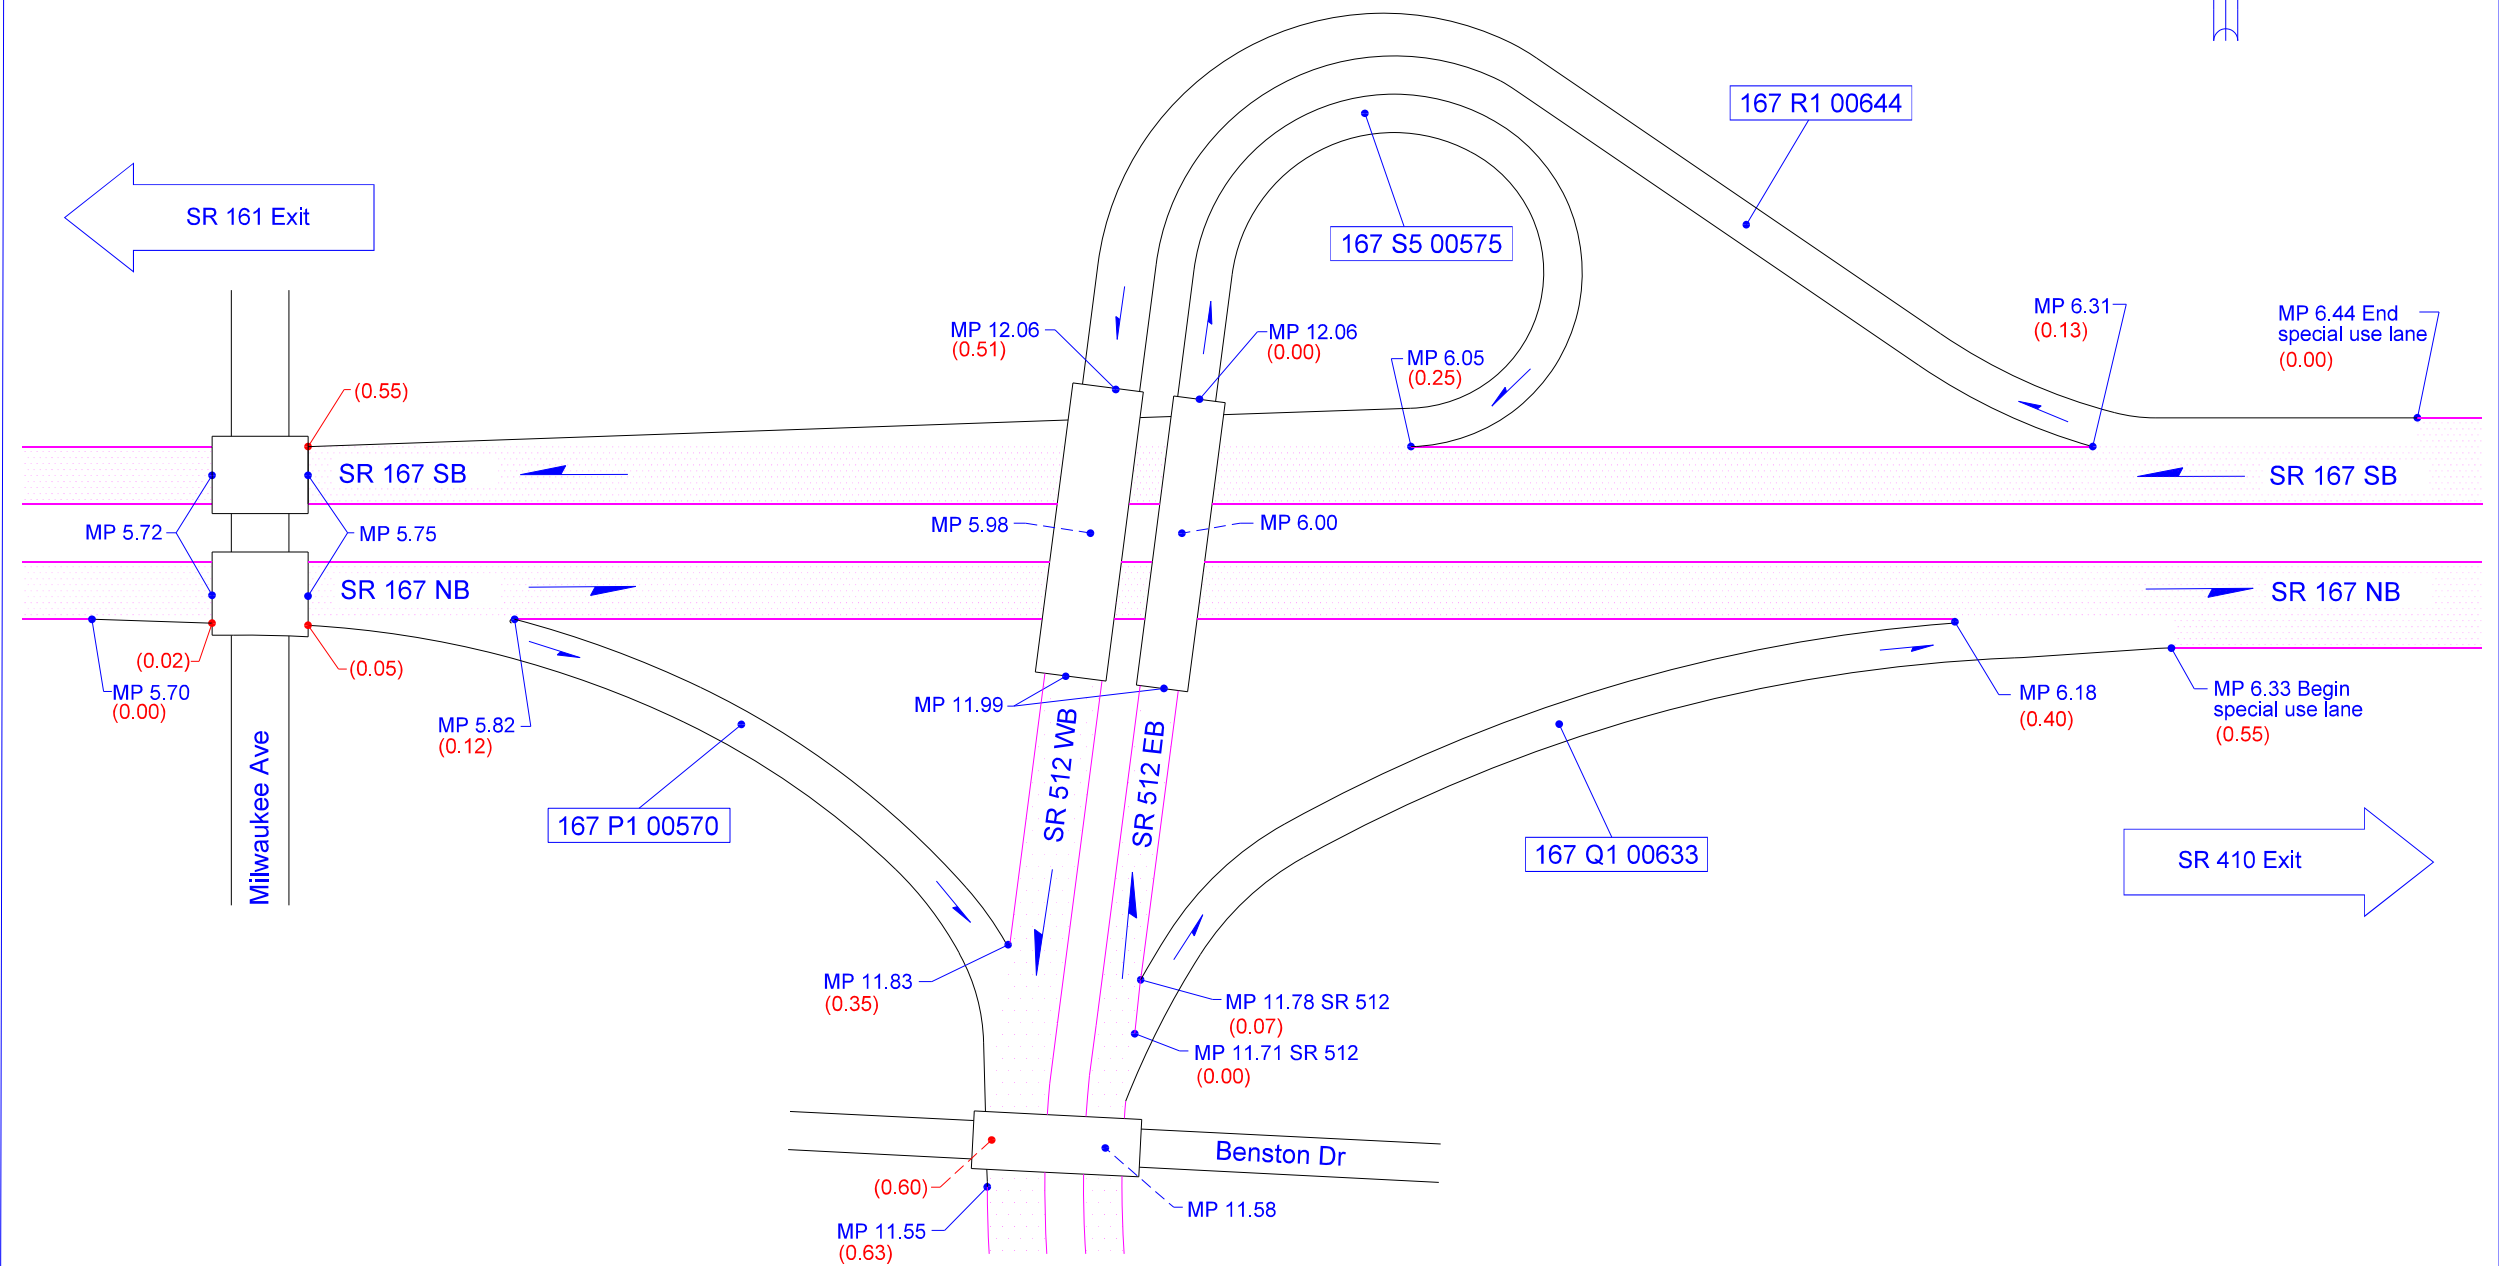 167 R1 00644
SR 161 Exit
167 S5 00575
MP 6.31
(0.13)
MP 6.44 End
special use lane
(0.00)
MP 12.06
(0.51)
MP 12.06
(0.00)
MP 6.05
(0.25)
(0.55)
SR 167 SB
SR 167 SB
MP 5.72
MP 5.75
MP 5.98
MP 6.00
SR 167 NB
SR 167 NB
(0.02)
(0.05)
MP 5.70
(0.00)
MP 5.82
(0.12)
MP 11.99
MP 6.18
(0.40)
MP 6.33 Begin
special use lane
(0.55)
Milwaukee Ave
SR 512 WB
SR 512 EB
167 P1 00570
167 Q1 00633
SR 410 Exit
MP 11.83
(0.35)
MP 11.78 SR 512
(0.07)
MP 11.71 SR 512
(0.00)
Benston Dr
(0.60)
MP 11.58
MP 11.55
(0.63)